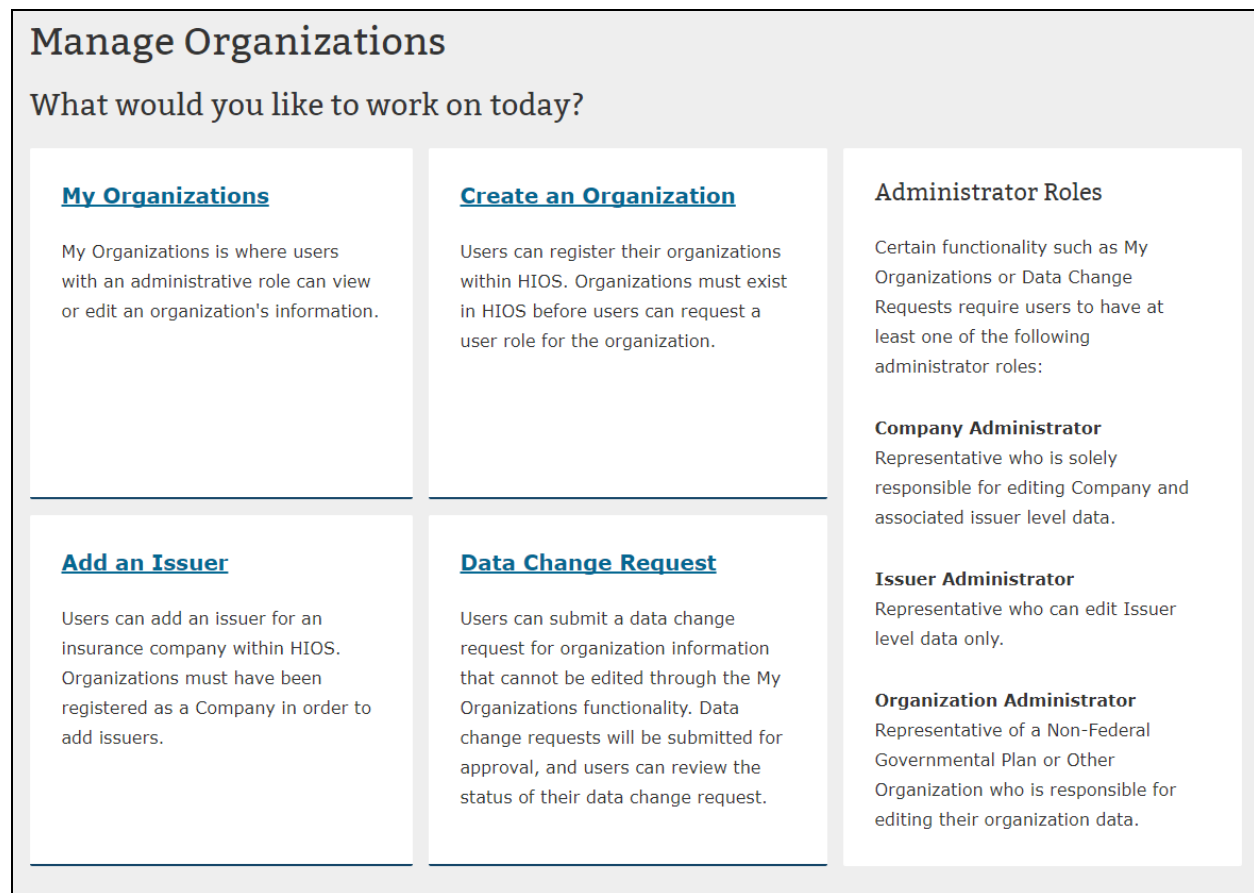 Manage Organizations
What would you like to work on today?
My Organizations
My Organizations is where users
with an administrative role can view
or edit an organization's information.
Create an Organization
Users can register their organizations
within HIOS. Organizations must exist
in HIOS before users can request a
user role for the organization.
Add an Issuer
Users can add an issuer for an
insurance company within HIOS.
Organizations must have been
registered as a Company in order to
add issuers.
Data Change Request
Users can submit a data change
request for organization information
that cannot be edited through the My
Organizations functionality. Data
change requests will be submitted for
approval, and users can review the
status of their data change request.
Administrator Roles
Certain functionality such as My
Organizations or Data Change
Requests require users to have at
least one of the following
administrator roles:
Company Administrator
Representative who is solely
responsible for editing Company and
associated issuer level data.
Issuer Administrator
Representative who can edit Issuer
level data only.
Organization Administrator
Representative of a Non-Federal
Governmental Plan or Other
Organization who is responsible for
editing their organization data.